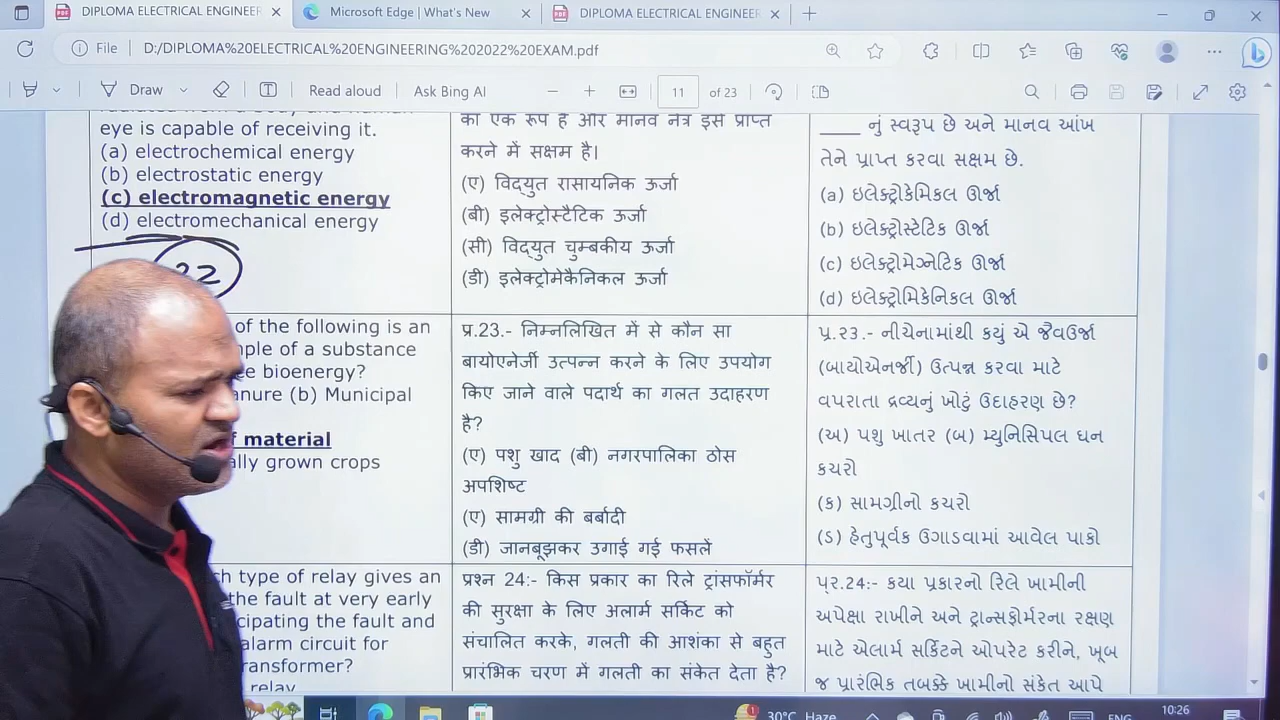 DIPLOMA ELECTRICAL ENGINEER
Microsoft Edge | What's New
DIPLOMA ELECTRICAL ENGINEER
File
D:/DIPLOMA%20ELECTRICAL%20ENGINEERING%202022%20EXAM.pdf
Draw
Read aloud
Ask Bing AI
11 of 23
eye is capable of receiving it.
(a) electrochemical energy
(b) electrostatic energy
(c) electromagnetic energy
(d) electromechanical energy
22
का एक रूप है और मानव नेत्र इसे प्राप्त
करने में सक्षम है।
(ए) विद्युत रासायनिक ऊर्जा
(बी) इलेक्ट्रोस्टैटिक ऊर्जा
(सी) विद्युत चुम्बकीय ऊर्जा
(डी) इलेक्ट्रोमेकैनिकल ऊर्जा
____ નું સ્વરૂપ છે અને માનવ આંખ
તેને પ્રાપ્ત કરવા સક્ષમ છે.
(a) ઇલેક્ટ્રોકેમિકલ ઊર્જા
(b) ઇલેક્ટ્રોસ્ટેટિક ઊર્જા
(c) ઇલેક્ટ્રોમેગ્નેટિક ઊર્જા
(d) ઇલેક્ટ્રોમિકેનિકલ ઊર્જા
of the following is an
of a substance
bioenergy?
(b) Municipal
material
grown crops
प्र.23.- निम्नलिखित में से कौन सा
बायोएनेर्जी उत्पन्न करने के लिए उपयोग
किए जाने वाले पदार्थ का गलत उदाहरण
है?
(ए) पशु खाद (बी) नगरपालिका ठोस
अपशिष्ट
(ए) सामग्री की बर्बादी
(डी) जानबूझकर उगाई गई फसलें
પ્ર.૨૩.- નીચેનામાંથી કયું એ જૈવઉર્જા
(બાયોએનર્જી) ઉત્પન્ન કરવા માટે
વપરાતા દ્રવ્યનું ખોટું ઉદાહરણ છે?
(અ) પશુ ખાતર (બ) મ્યુનિસિપલ ઘન
કચરો
(ક) સામગ્રીનો કચરો
(ડ) હેતુપૂર્વક ઉગાડવામાં આવેલ પાકો
type of relay gives an
the fault at very early
the fault and
alarm circuit for
relay
प्रश्न 24:- किस प्रकार का रिले ट्रांसफॉर्मर
की सुरक्षा के लिए अलार्म सर्किट को
संचालित करके, गलती की आशंका से बहुत
प्रारंभिक चरण में गलती का संकेत देता है?
પ્ર.24:- કયા પ્રકારનો રિલે ખામીની
અપેક્ષા રાખીને અને ટ્રાન્સફોર્મરના રક્ષણ
માટે એલાર્મ સર્કિટને ઓપરેટ કરીને, ખૂબ
જ પ્રારંભિક તબક્કે ખામીનો સંકેત આપે
30°C Haze
ENG
10:26